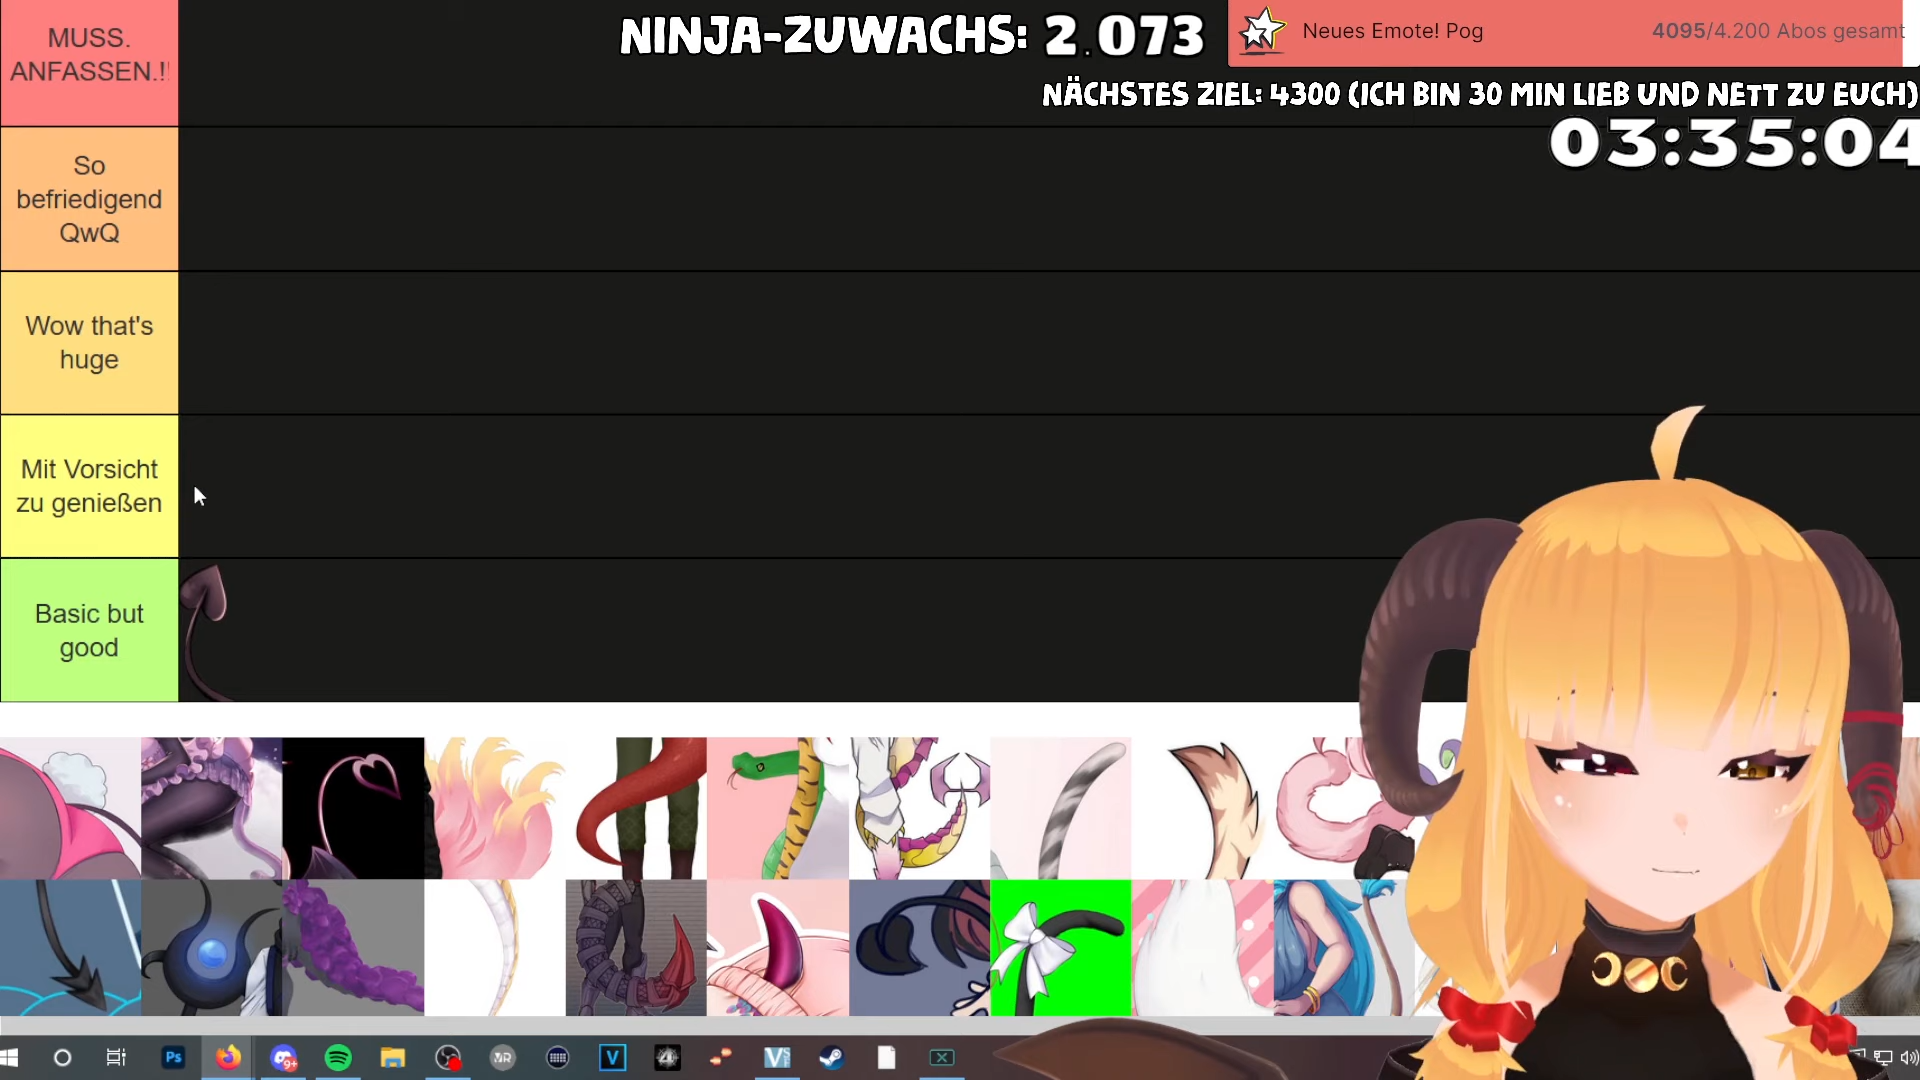 MUSS.
ANFASSEN.!!
NINJA-ZUWACHS: 2.073
Neues Emote! Pog
4095/4.200 Abos gesamt
NÄCHSTES ZIEL: 4300 (ICH BIN 30 MIN LIEB UND NETT ZU EUCH)
03:35:04
So
befriedigend
QwQ
Wow that's
huge
Mit Vorsicht
zu genießen
Basic but
good
Ps
9+
V